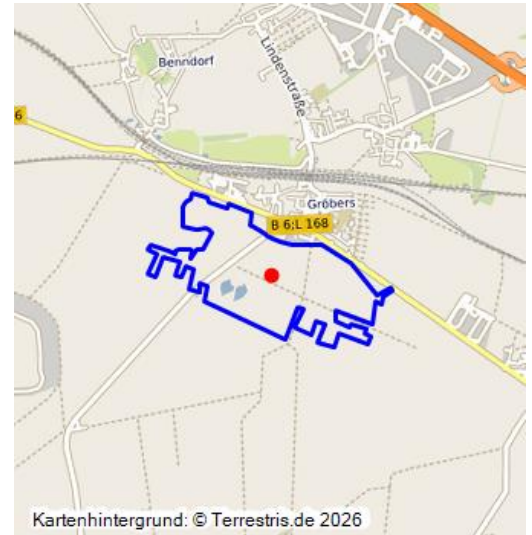 Benndorf
Lindenstraße
6
Gröbers
B 6;L 168
Kartenhintergrund: © Terrestris.de 2026